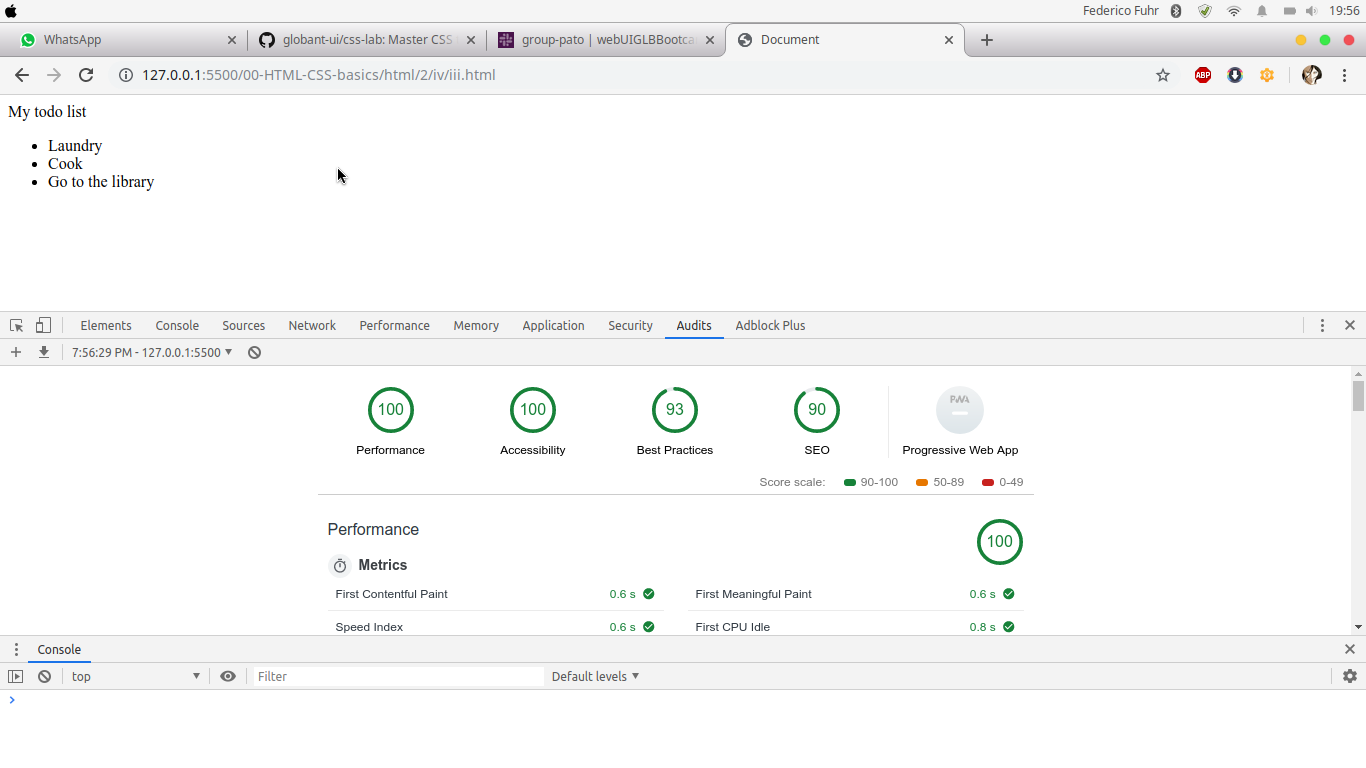 Federico Fuhr 19:56
WhatsApp globant-ui/css-lab: Master CSS group-pato | webUIGLBBootca Document
127.0.0.1:5500/00-HTML-CSS-basics/html/2/iv/iii.html ABP
My todo list
Laundry
Cook
Go to the library
Elements Console Sources Network Performance Memory Application Security Audits Adblock Plus
7:56:29 PM - 127.0.0.1:5500
100 100 93 90 PWA
Performance Accessibility Best Practices SEO Progressive Web App
Score scale: 90-100 50-89 0-49
Performance 100
Metrics
First Contentful Paint 0.6 s First Meaningful Paint 0.6 s
Speed Index 0.6 s First CPU Idle 0.8 s
Console
top Filter Default levels